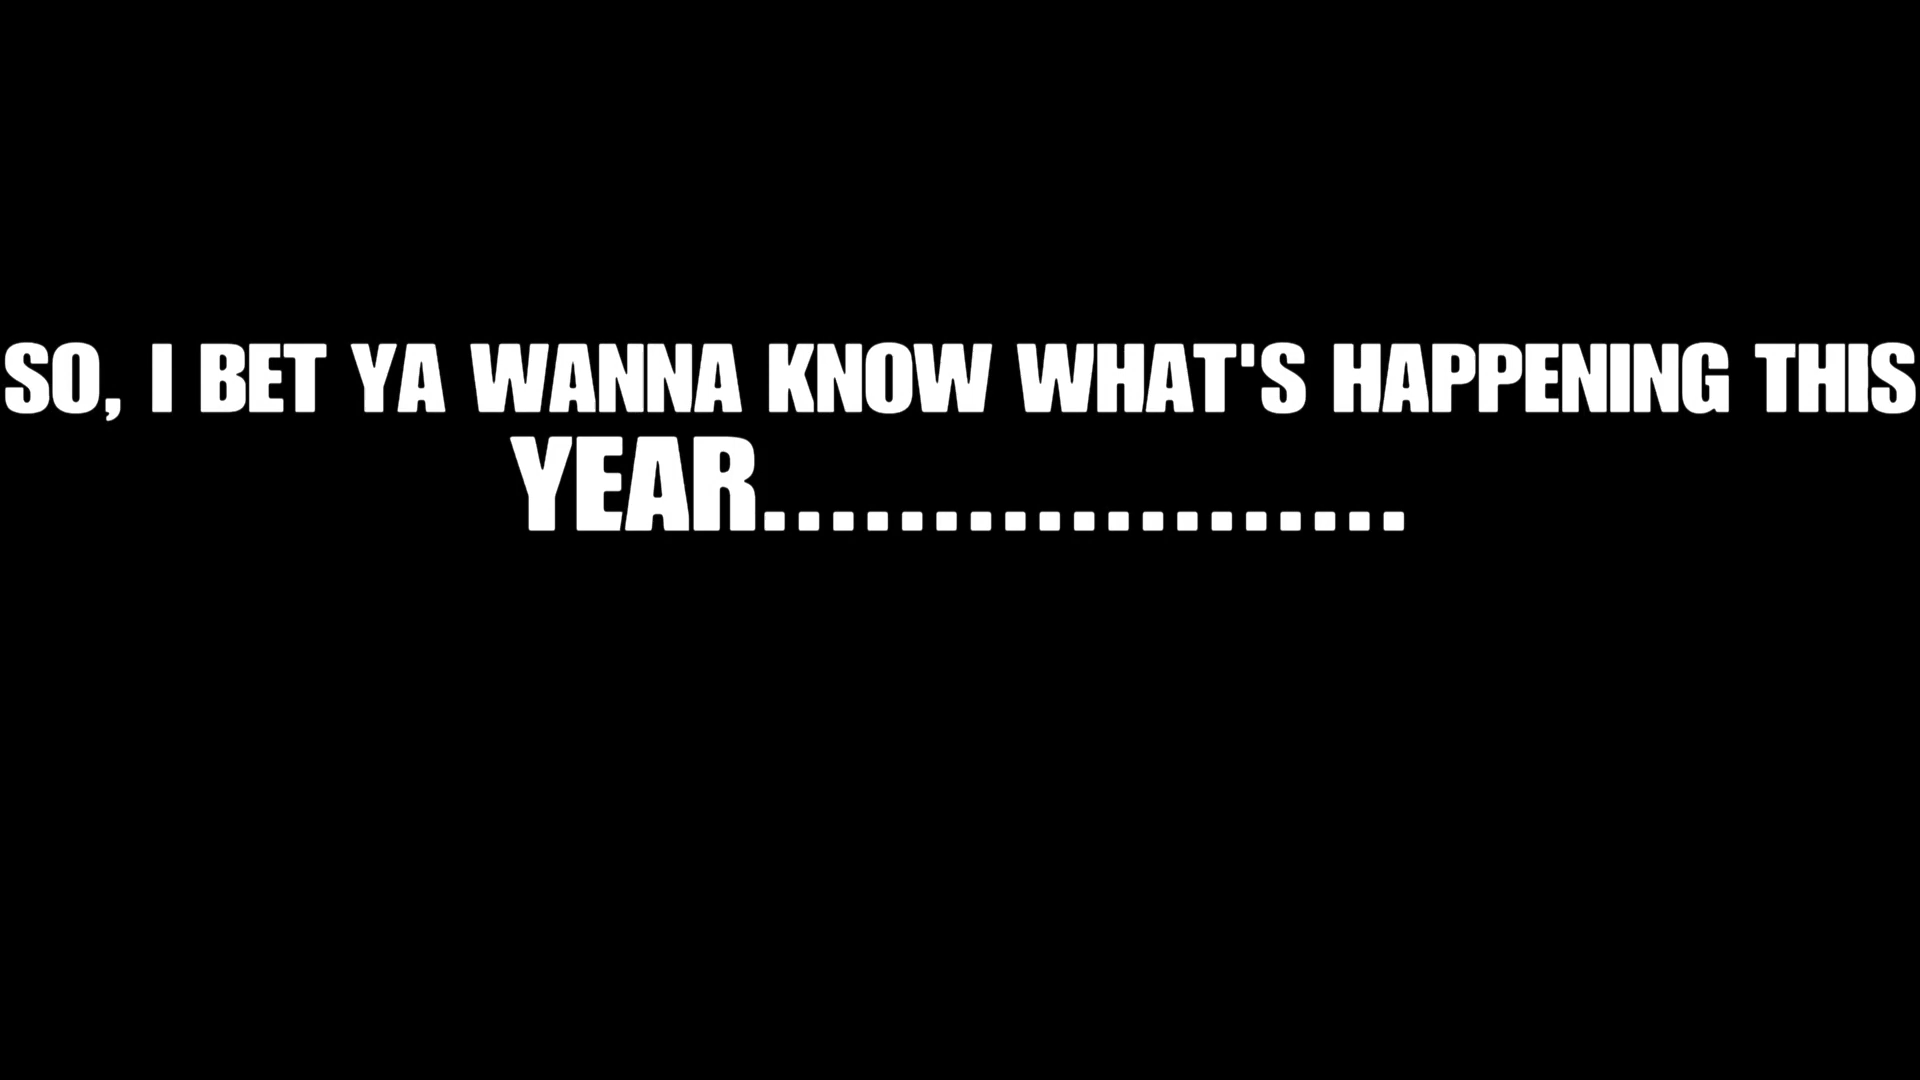 SO, I BET YA WANNA KNOW WHAT'S HAPPENING THIS
YEAR...................